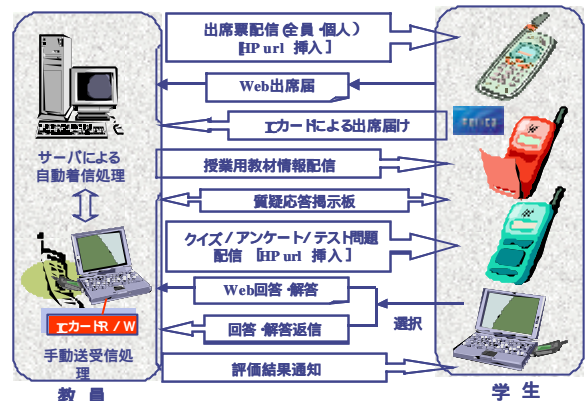 出席票配信(全員・個人)
[HP url 挿入]
Web出席届
ICカードによる出席届け
サーバによる
自動着信処理
授業用教材情報配信
質疑応答掲示板
クイズ/アンケート/テスト問題
配信 [HP url 挿入]
Web回答・解答
ICカードR/W
回答・解答返信
選択
手動送受信処
理
評価結果通知
教 員
学 生